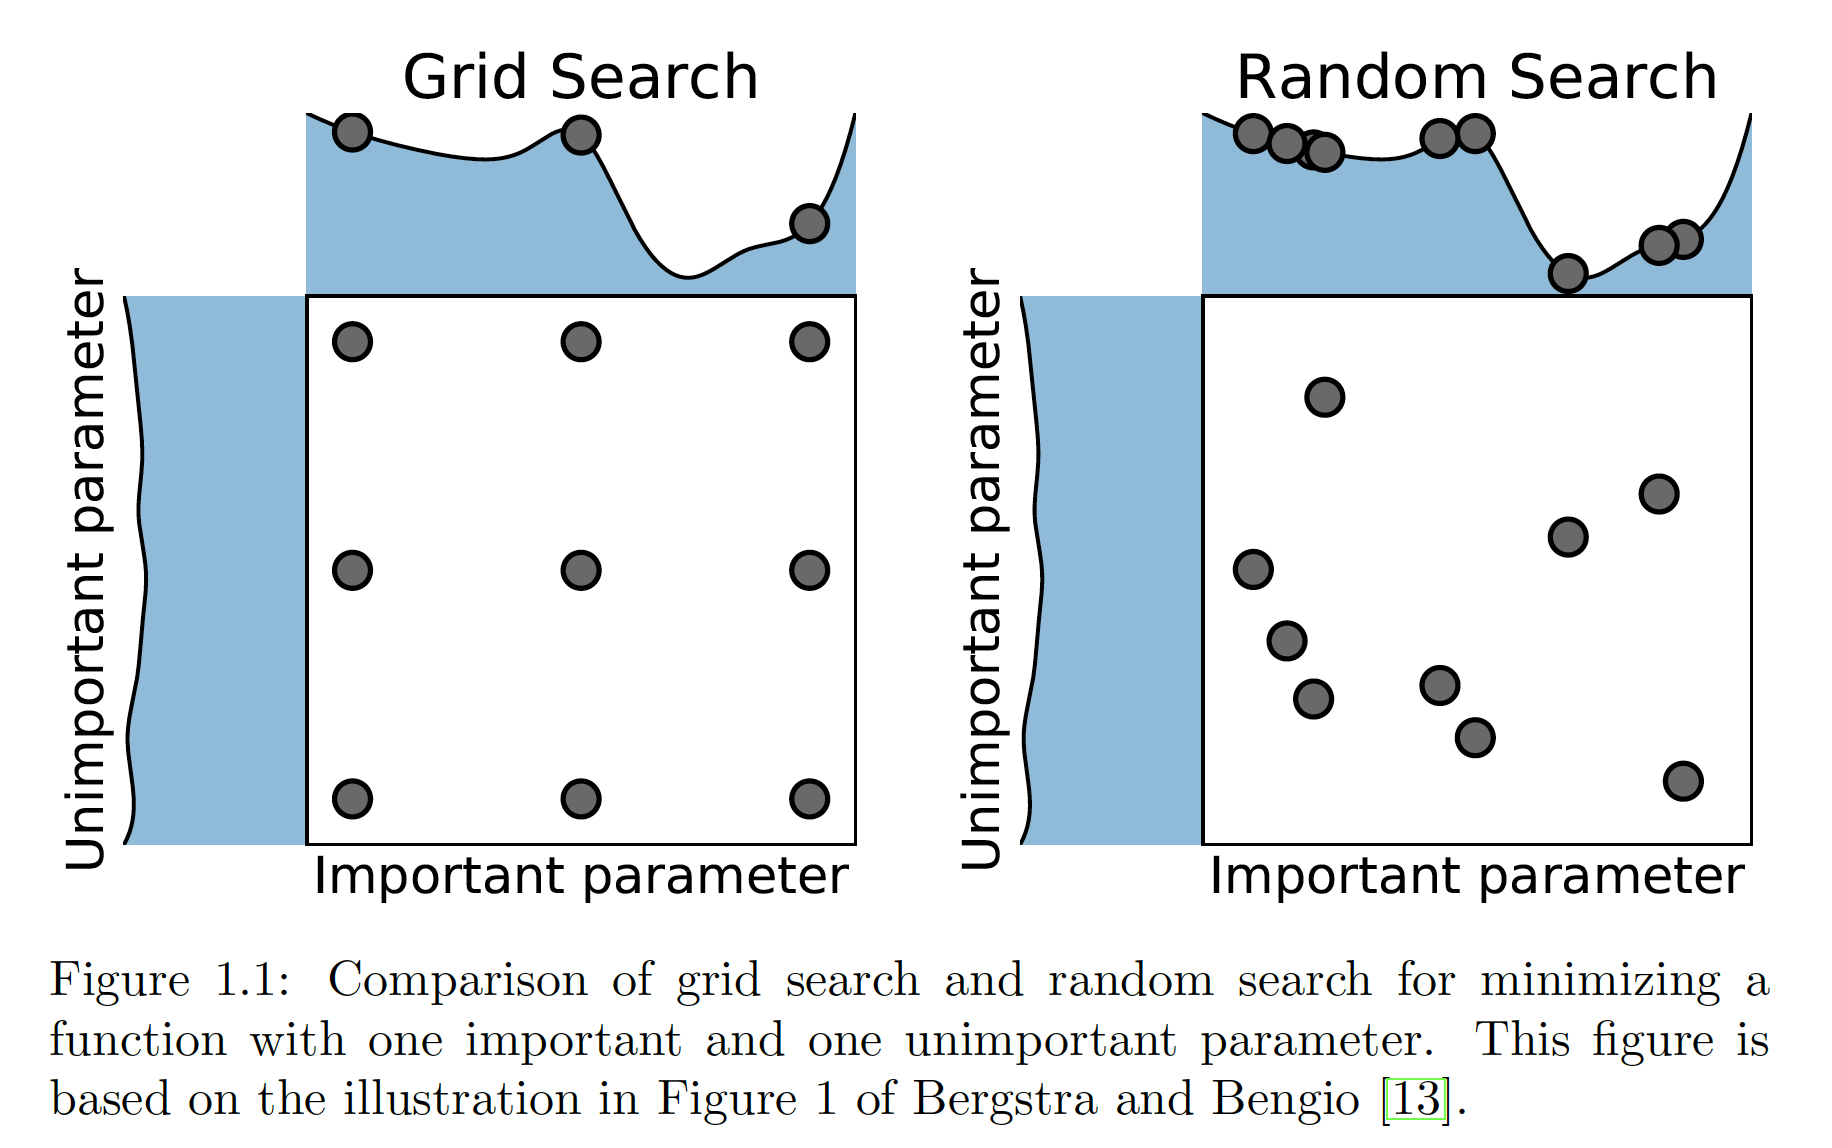 Grid Search
Unimportant parameter
Important parameter
Random Search
Unimportant parameter
Important parameter
Figure 1.1: Comparison of grid search and random search for minimizing a
function with one important and one unimportant parameter. This figure is
based on the illustration in Figure 1 of Bergstra and Bengio [13].